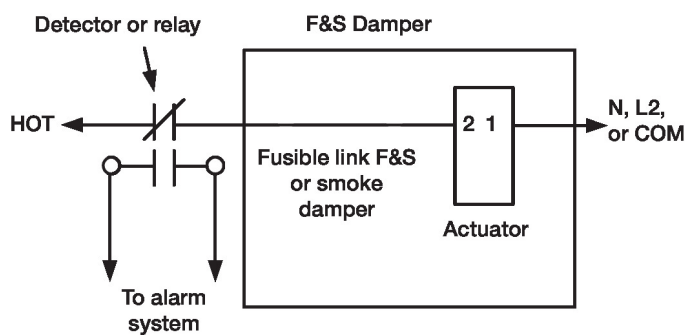 Detector or relay
F&S Damper
HOT
2 1
N, L2,
or COM
Fusible link F&S
or smoke
damper
Actuator
To alarm
system